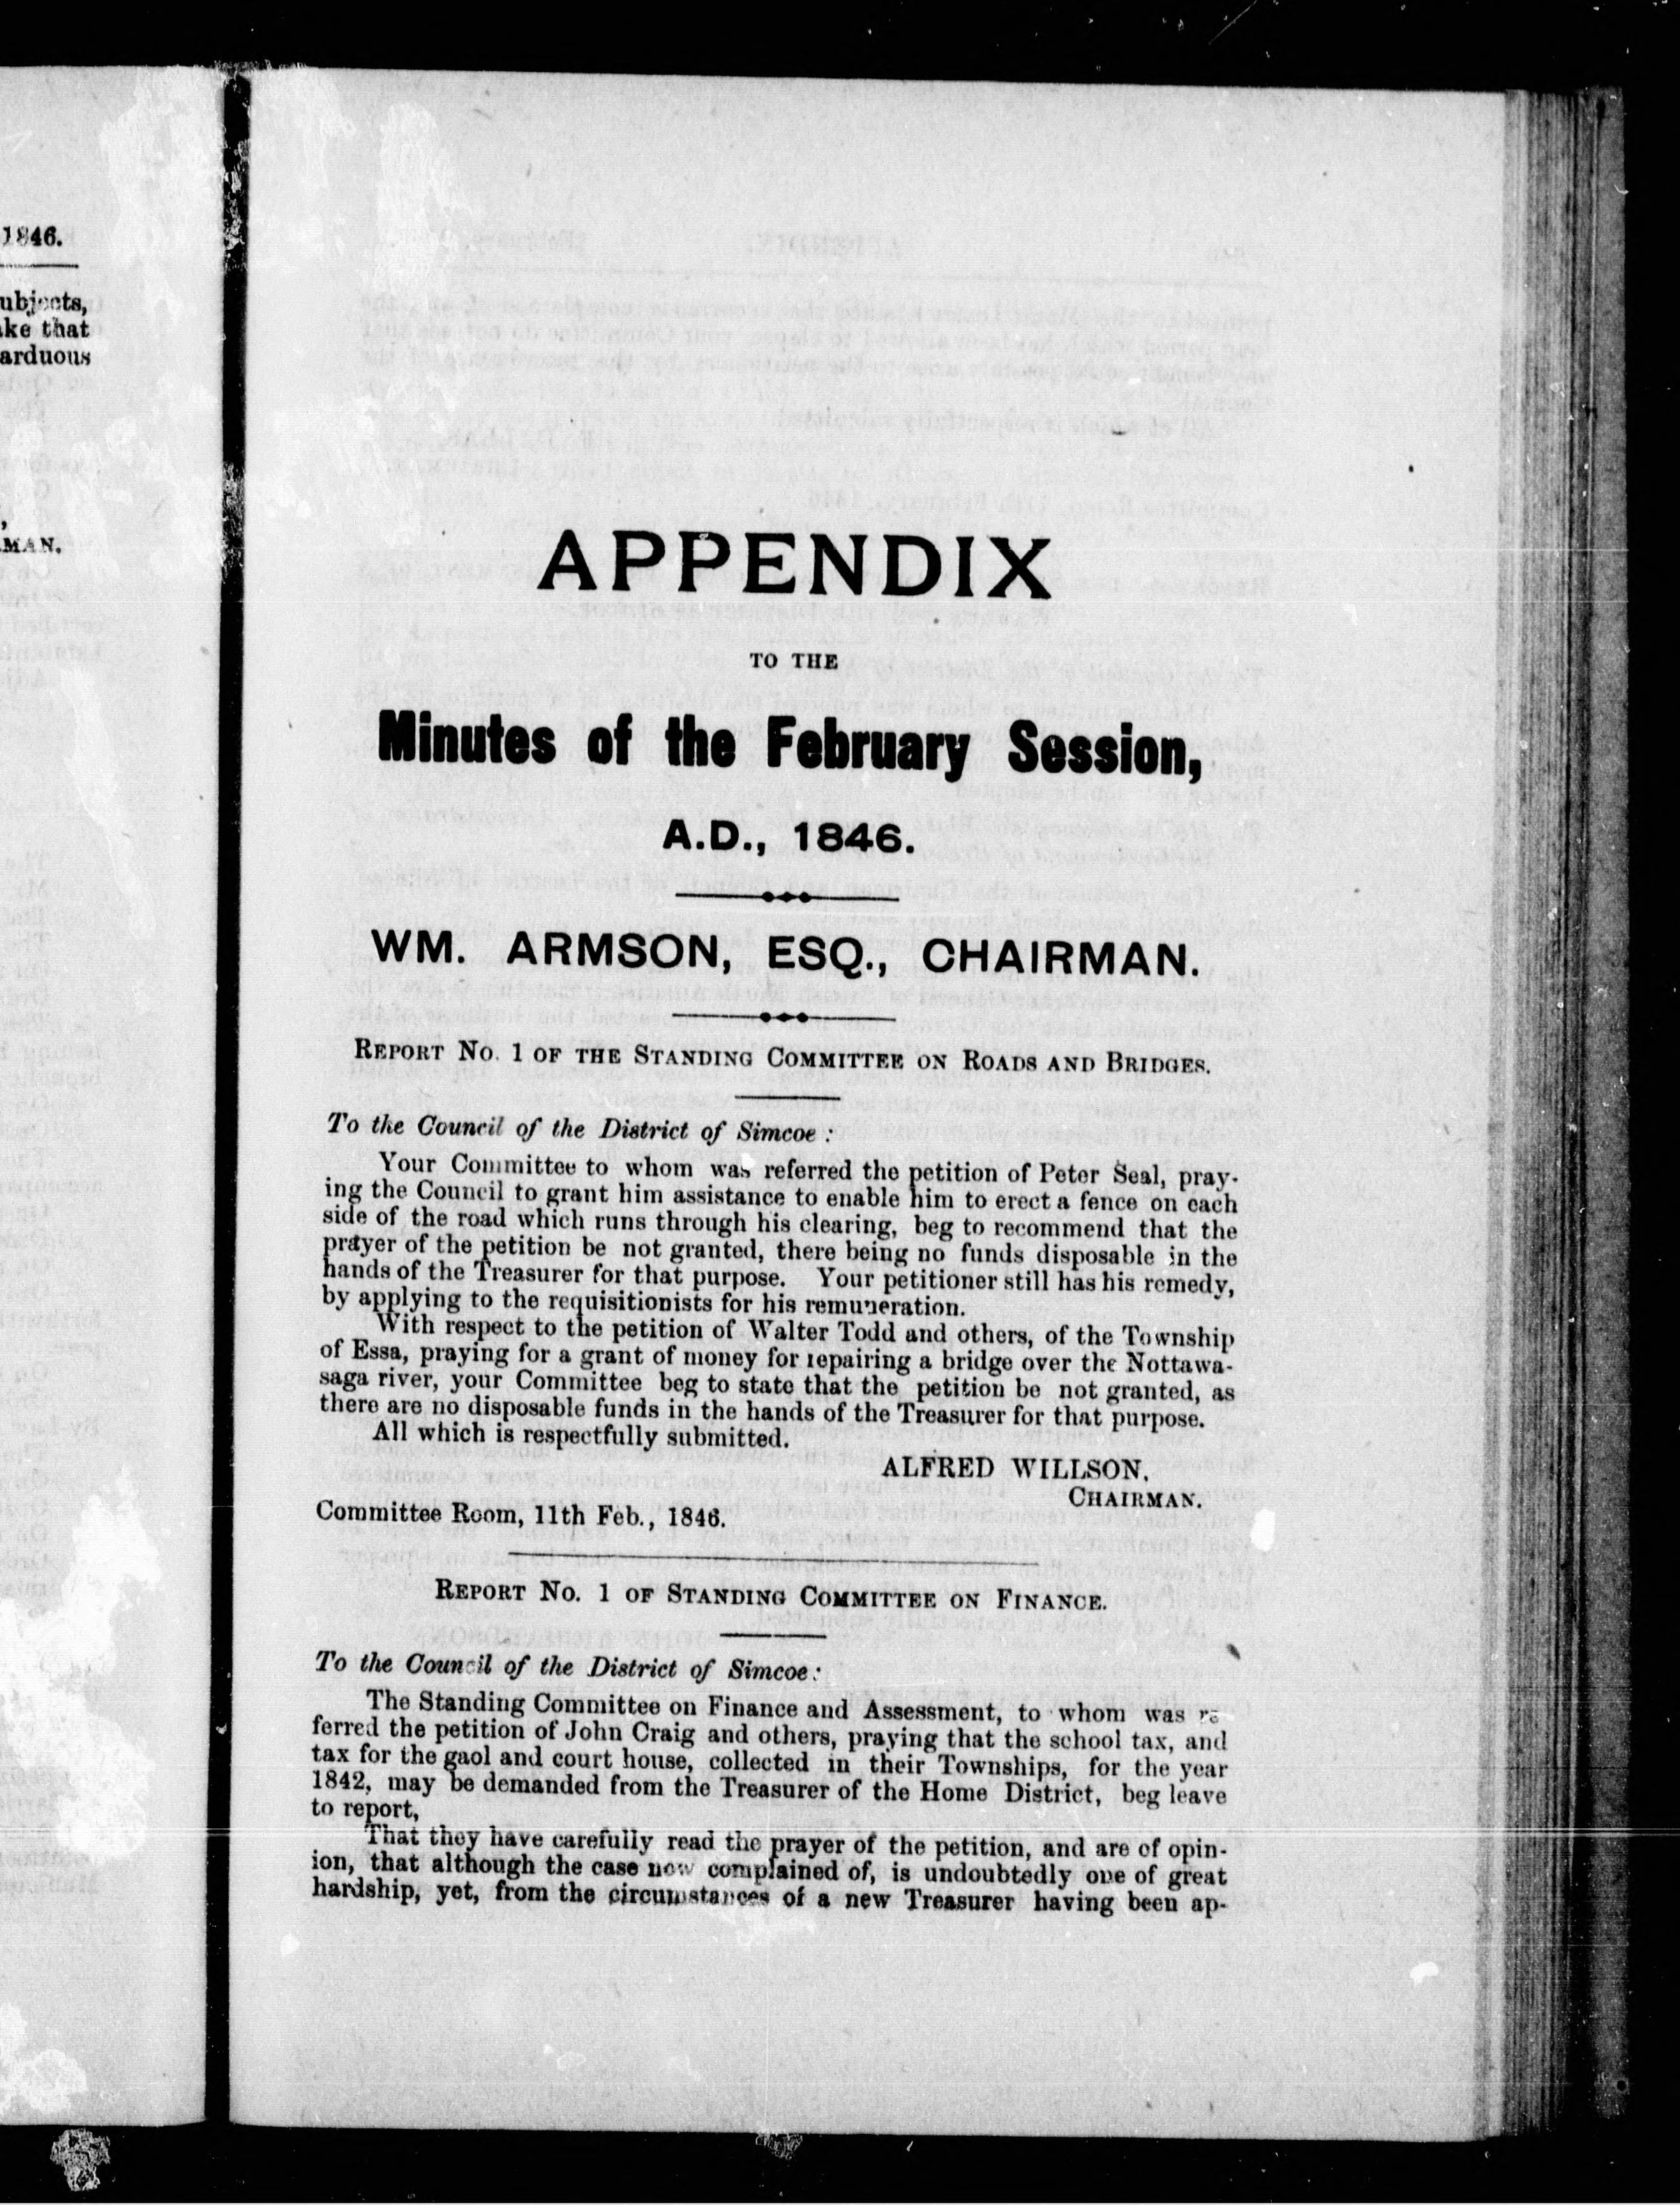 1846.
ubjects,
ake that
arduous
MAN.
APPENDIX
TO THE
Minutes of the February Session,
A.D., 1846.
WM. ARMSON, ESQ., CHAIRMAN.
REPORT NO. 1 OF THE STANDING COMMITTEE ON ROADS AND BRIDGES.
To the Council of the District of Simcoe :
Your Committee to whom was referred the petition of Peter Seal, pray-
ing the Council to grant him assistance to enable him to erect a fence on each
side of the road which runs through his clearing, beg to recommend that the
prayer of the petition be not granted, there being no funds disposable in the
hands of the Treasurer for that purpose. Your petitioner still has his remedy,
by applying to the requisitionists for his remuneration.
With respect to the petition of Walter Todd and others, of the Township
of Essa, praying for a grant of money for repairing a bridge over the Nottawa-
saga river, your Committee beg to state that the petition be not granted, as
there are no disposable funds in the hands of the Treasurer for that purpose.
All which is respectfully submitted.
ALFRED WILLSON,
CHAIRMAN.
Committee Room, 11th Feb., 1846.
REPORT NO. 1 OF STANDING COMMITTEE ON FINANCE.
To the Council of the District of Simcoe:
The Standing Committee on Finance and Assessment, to whom was re
ferred the petition of John Craig and others, praying that the school tax, and
tax for the gaol and court house, collected in their Townships, for the year
1842, may be demanded from the Treasurer of the Home District, beg leave
to report,
That they have carefully read the prayer of the petition, and are of opin-
ion, that although the case now complained of, is undoubtedly one of great
hardship, yet, from the circumstances of a new Treasurer having been ap-